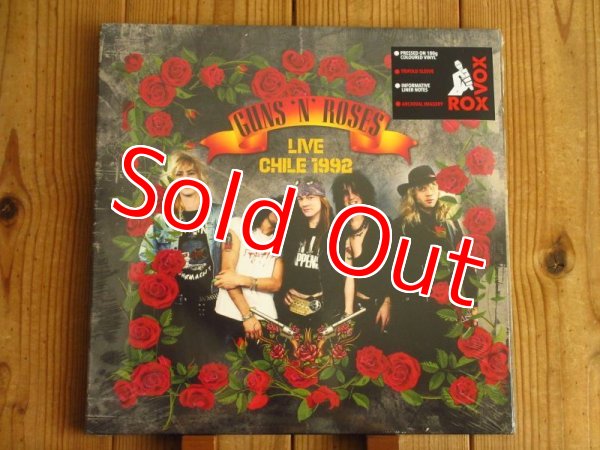 PRESSED ON 180g
COLOURED VINYL
TRIFOLD SLEEVE
INFORMATIVE
LINER NOTES
ARCHIVAL IMAGERY
ROX
VOX
GUNS 'N' ROSES
LIVE
CHILE 1992
Sold Out